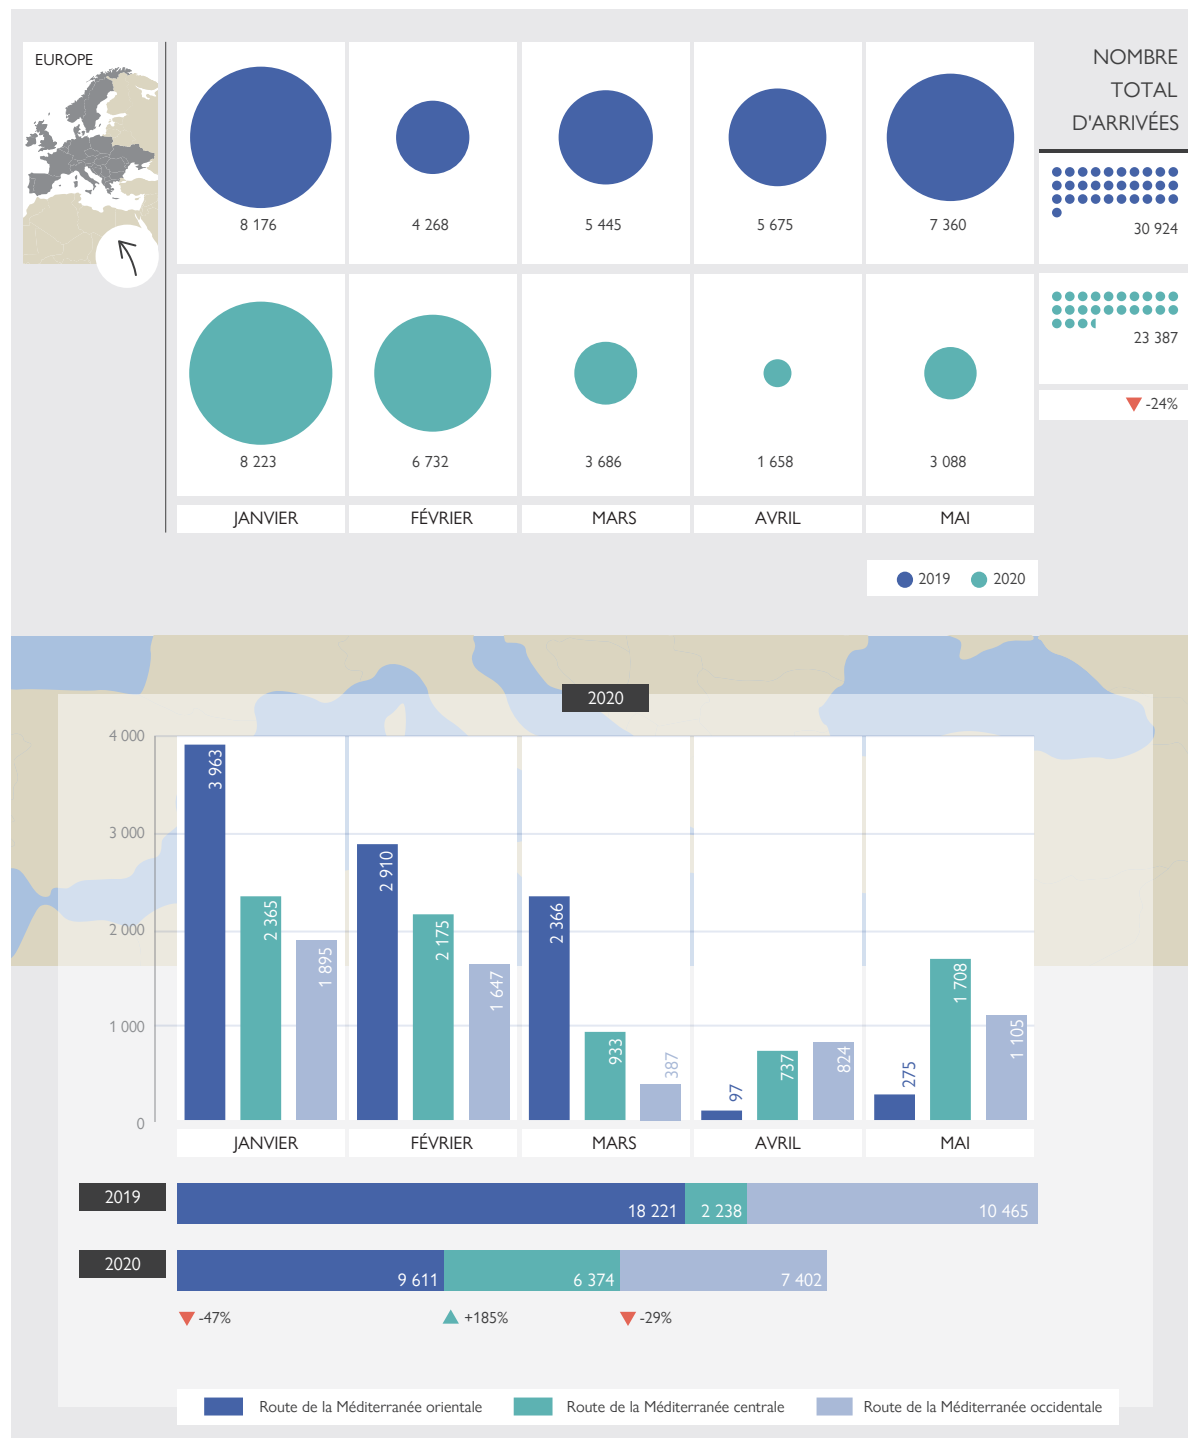 EUROPE
NOMBRE
TOTAL
D'ARRIVÉES
8 176
4 268
5 445
5 675
7 360
30 924
8 223
6 732
3 686
1 658
3 088
23 387
-24%
JANVIER
FÉVRIER
MARS
AVRIL
MAI
2019
2020
2020
4 000
3 000
2 000
1 000
0
3 963
2 365
1 895
2 910
2 175
1 647
2 366
933
387
97
737
824
275
1 708
1 105
JANVIER
FÉVRIER
MARS
AVRIL
MAI
2019
18 221
2 238
10 465
2020
9 611
6 374
7 402
-47%
+185%
-29%
Route de la Méditerranée orientale
Route de la Méditerranée centrale
Route de la Méditerranée occidentale